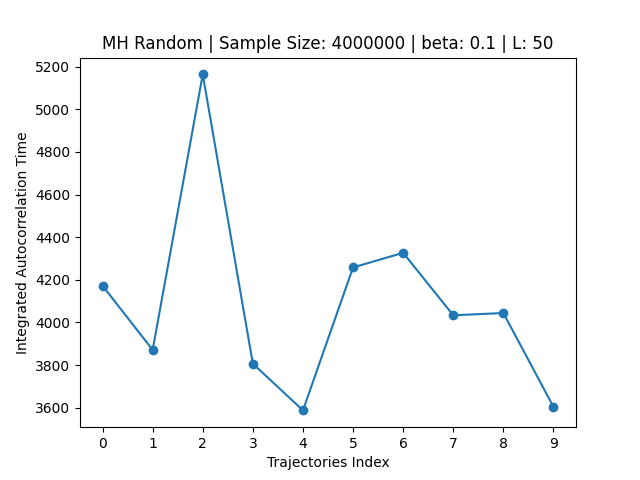 MH Random | Sample Size: 4000000 | beta: 0.1 | L: 50
5200
5000
4800
4600
4400
4200
4000
3800
3600
Integrated Autocorrelation Time
0 1 2 3 4 5 6 7 8 9
Trajectories Index